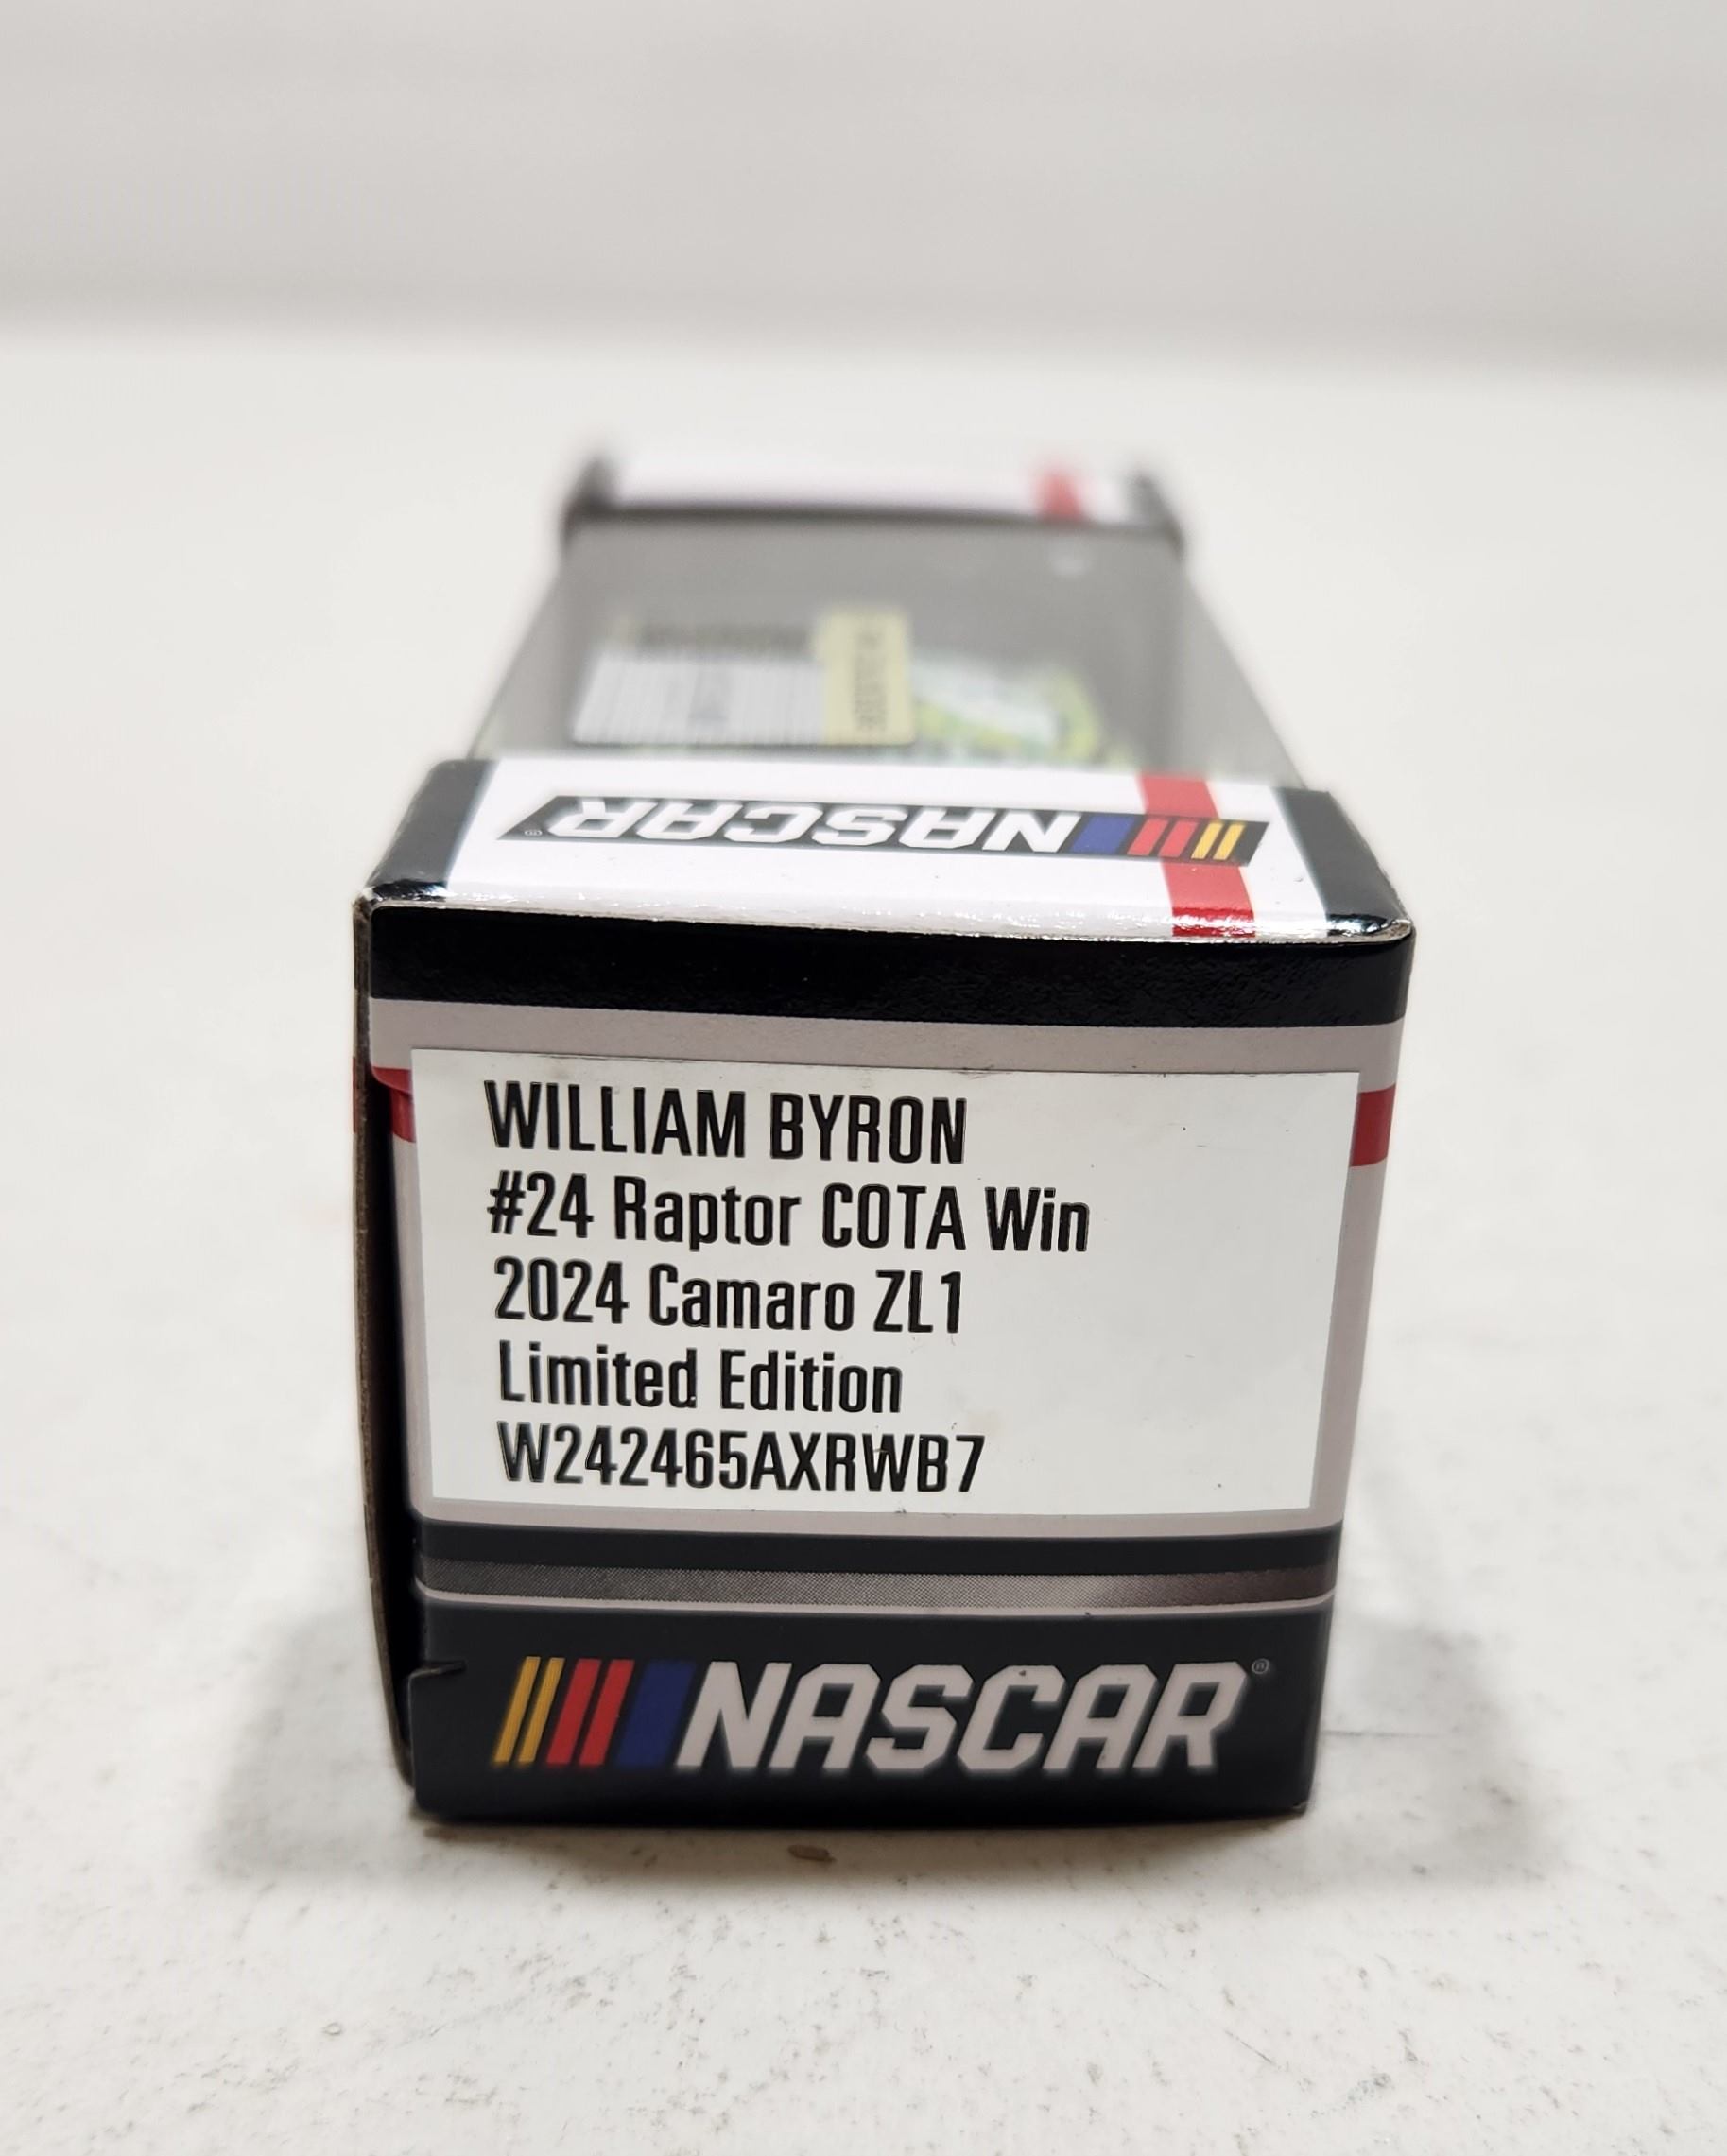 NASCAR®
WILLIAM BYRON
#24 Raptor COTA Win
2024 Camaro ZL1
Limited Edition
W242465AXRWB7
NASCAR®